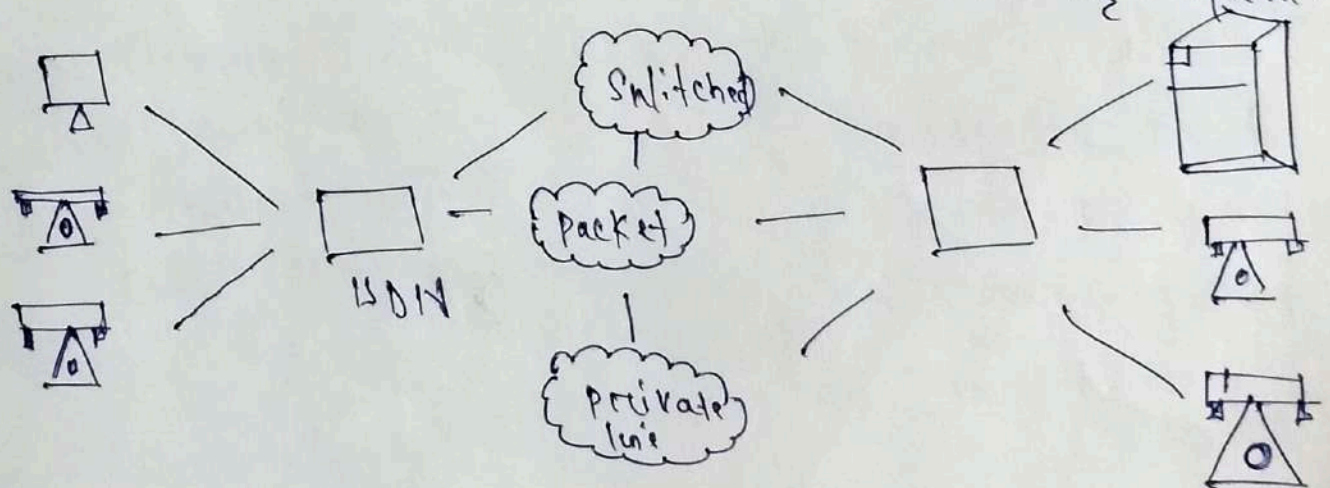 Switched
Packet
ISDN
private
line